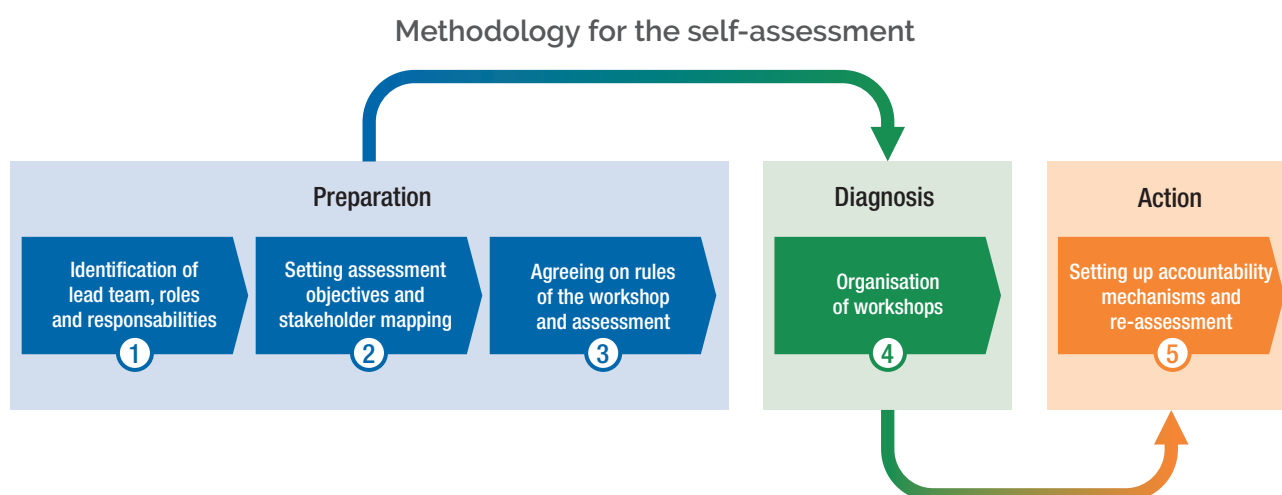 Methodology for the self-assessment
Preparation
Identification of
lead team, roles
and responsabilities
1
Setting assessment
objectives and
stakeholder mapping
2
Agreeing on rules
of the workshop
and assessment
3
Diagnosis
Organisation
of workshops
4
Action
Setting up accountability
mechanisms and
re-assessment
5